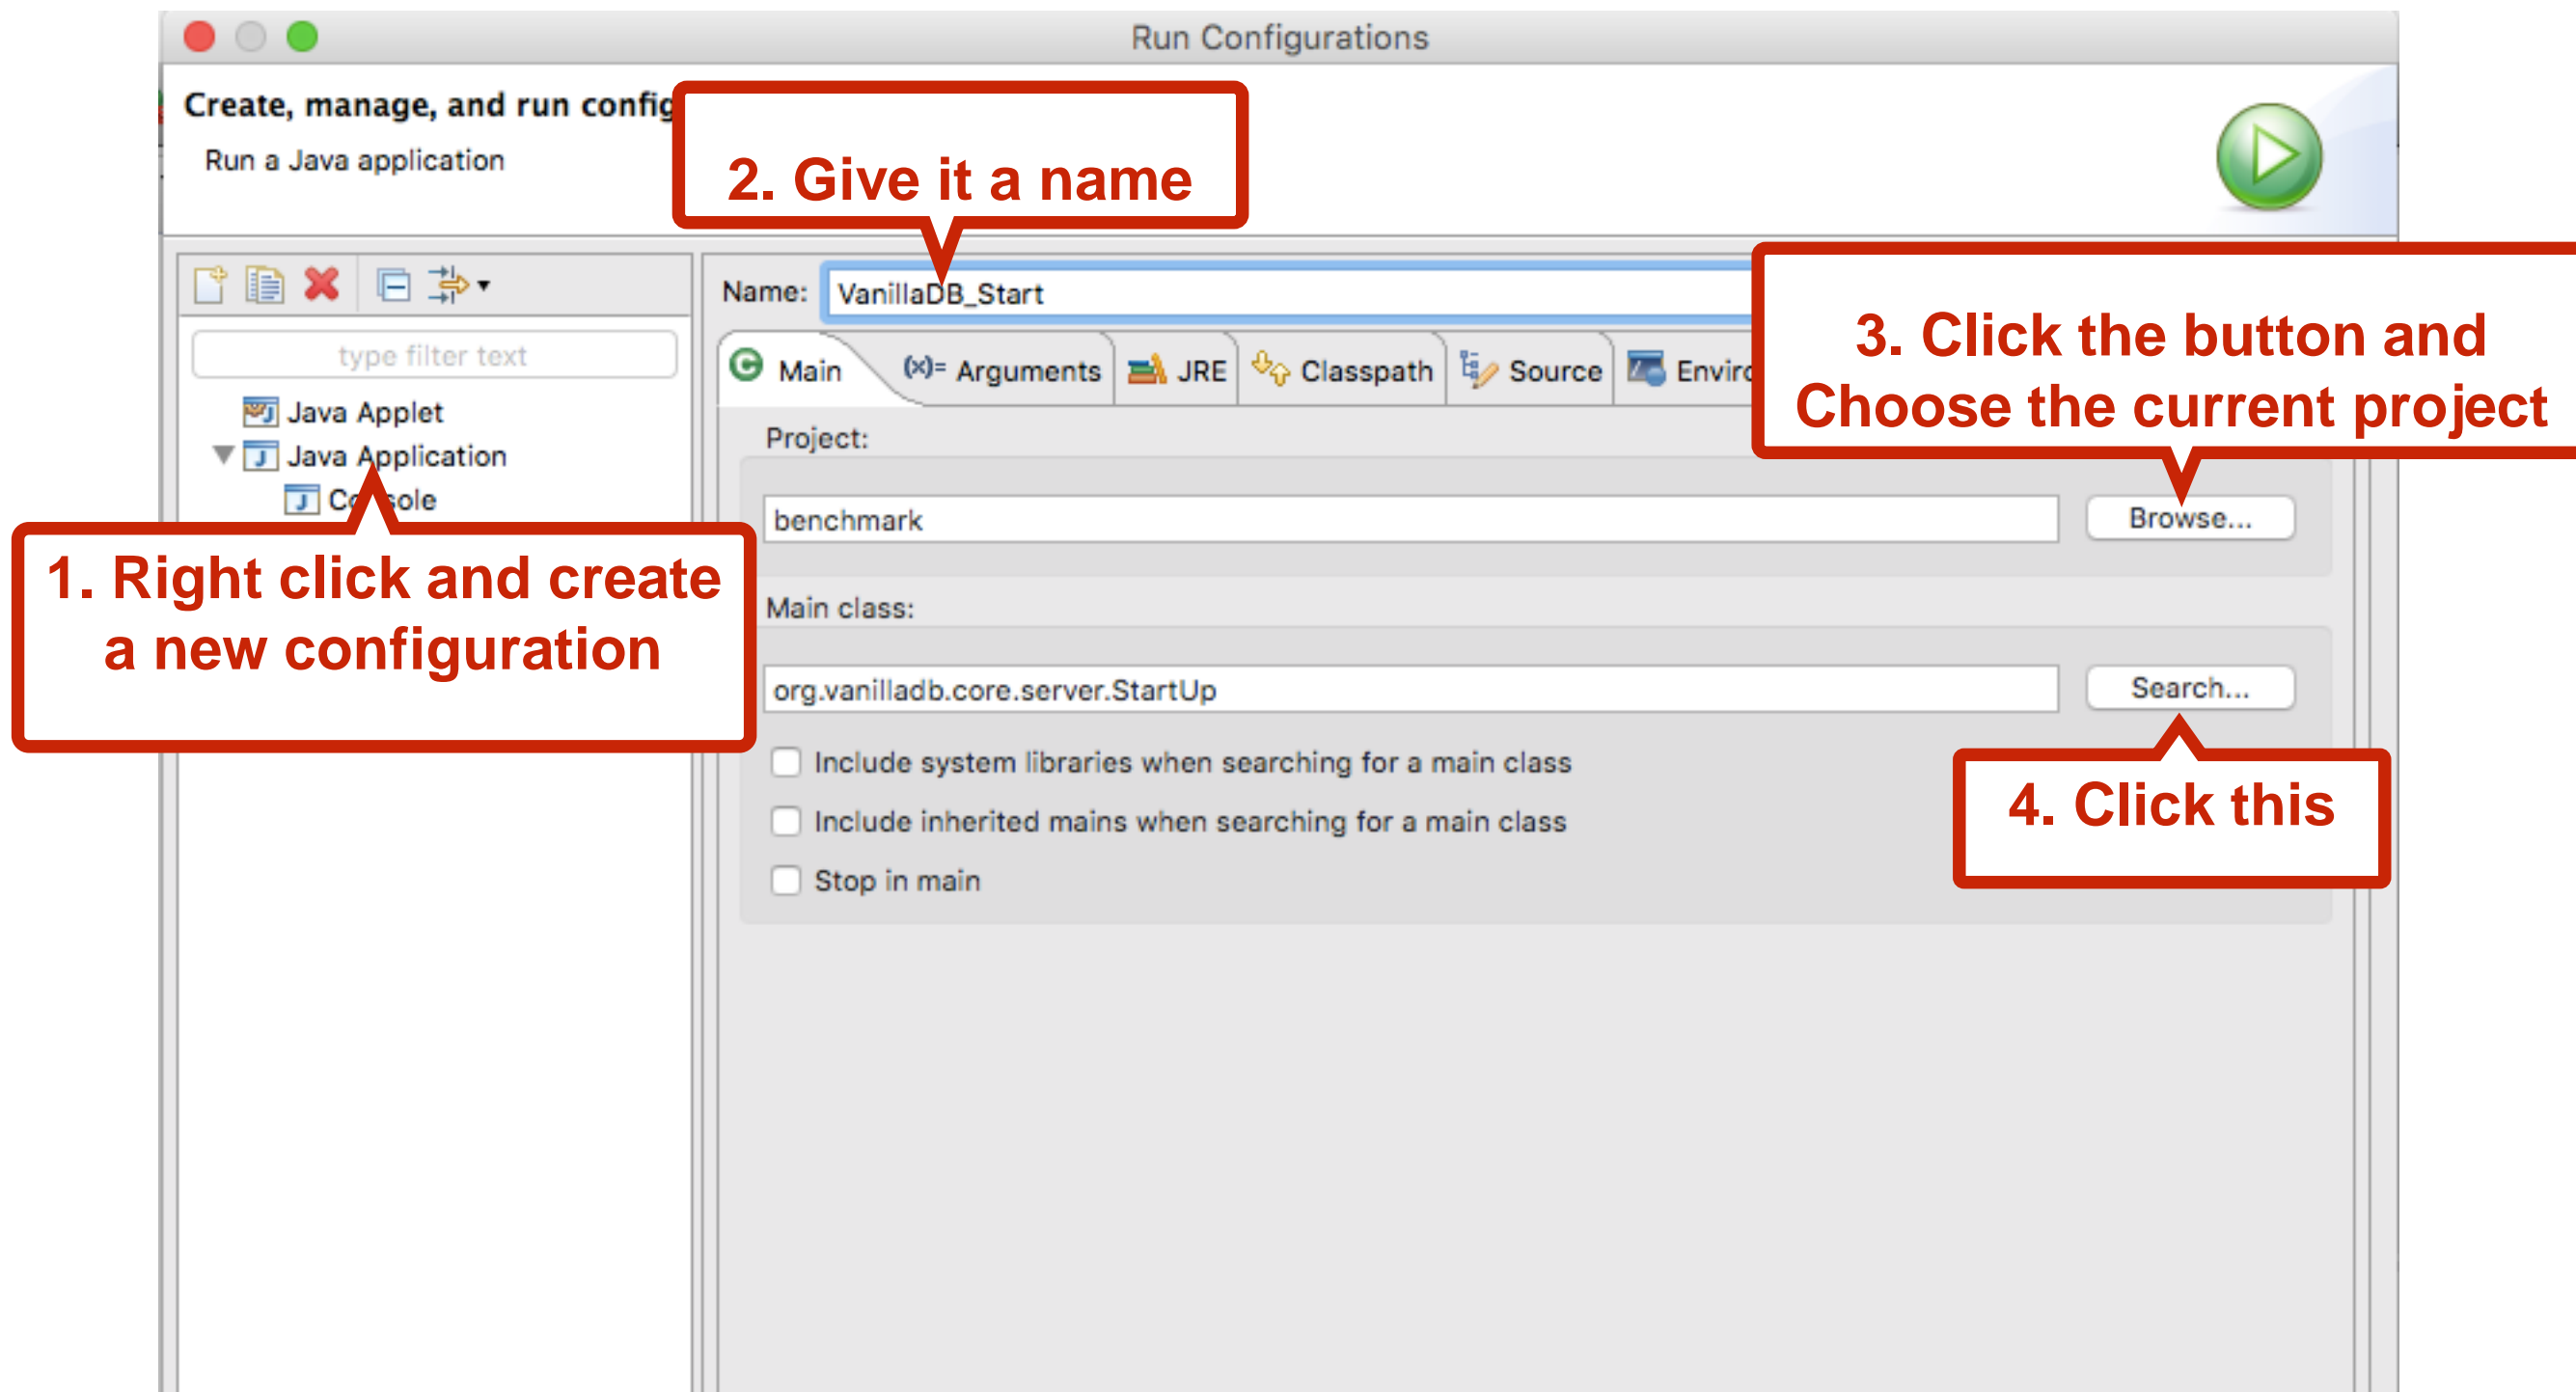 Run Configurations
Create, manage, and run config
Run a Java application
2. Give it a name
Name: VanillaDB_Start
3. Click the button and
Choose the current project
type filter text
Main (x)= Arguments JRE Classpath Source Enviro
Java Applet
Java Application
Console
Project:
benchmark
Browse...
1. Right click and create
a new configuration
Main class:
org.vanilladb.core.server.StartUp
Search...
Include system libraries when searching for a main class
Include inherited mains when searching for a main class
Stop in main
4. Click this